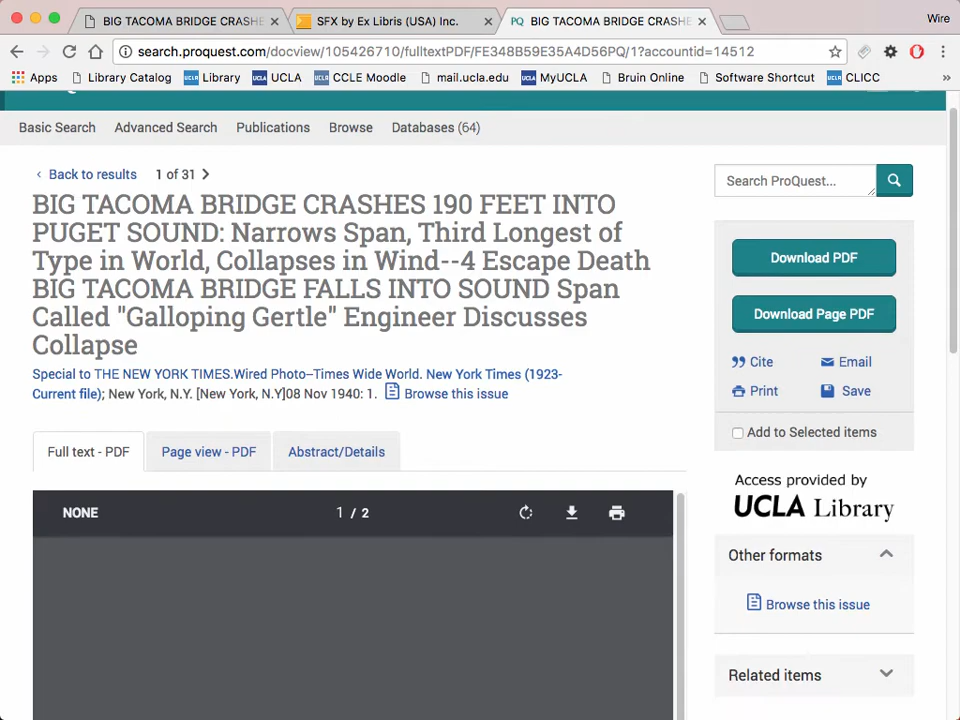 BIG TACOMA BRIDGE CRASHE
SFX by Ex Libris (USA) Inc.
PQ BIG TACOMA BRIDGE CRASHE
Wire
search.proquest.com/docview/105426710/fulltextPDF/FE348B59E35A4D56PQ/1?accountid=14512
Apps
Library Catalog
UCLA Library
UCLA UCLA
UCLA CCLE Moodle
mail.ucla.edu
UCLA MyUCLA
Bruin Online
Software Shortcut
UCLA CLICC
»
Basic Search
Advanced Search
Publications
Browse
Databases (64)
‹ Back to results 1 of 31 >
BIG TACOMA BRIDGE CRASHES 190 FEET INTO
PUGET SOUND: Narrows Span, Third Longest of
Type in World, Collapses in Wind--4 Escape Death
BIG TACOMA BRIDGE FALLS INTO SOUND Span
Called "Galloping Gertle" Engineer Discusses
Collapse
Special to THE NEW YORK TIMES.Wired Photo--Times Wide World. New York Times (1923-
Current file); New York, N.Y. [New York, N.Y]08 Nov 1940: 1. Browse this issue
Full text - PDF
Page view - PDF
Abstract/Details
NONE
1 / 2
Search ProQuest...
Download PDF
Download Page PDF
Cite
Email
Print
Save
Add to Selected items
Access provided by
UCLA Library
Other formats
Browse this issue
Related items